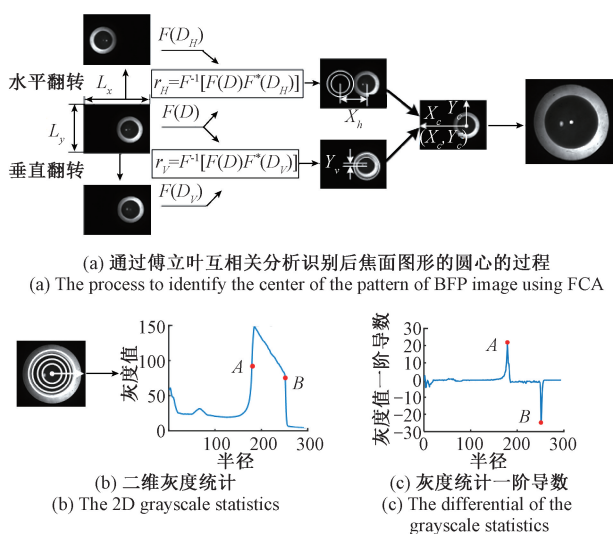 F(D_H)
水平翻转
L_x
r_H=F^-1[F(D)F*(D_H)]
X_h
L_y
F(D)
X_c
Y_c
(X_c,Y_c)
垂直翻转
r_V=F^-1[F(D)F*(D_V)]
Y_v
F(D_V)
(a) 通过傅立叶互相关分析识别后焦面图形的圆心的过程
(a) The process to identify the center of the pattern of BFP image using FCA
灰度值
150
100
50
0
A
B
0
100
200
300
半径
(b) 二维灰度统计
(b) The 2D grayscale statistics
灰度值一阶导数
30
20
10
0
−10
−20
−30
A
B
0
100
200
300
半径
(c) 灰度统计一阶导数
(c) The differential of the
grayscale statistics